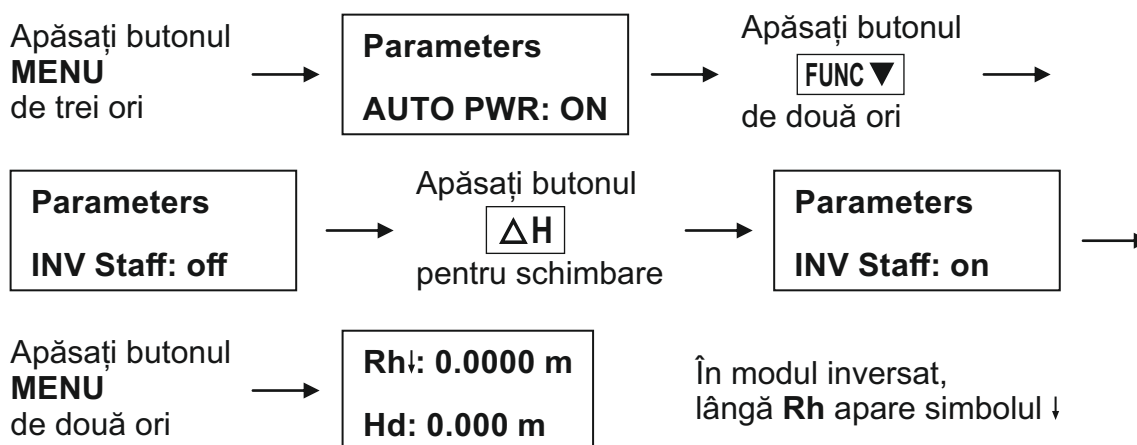 Apăsați butonul
MENU
de trei ori
Parameters
AUTO PWR: ON
Apăsați butonul
FUNC▼
de două ori
Parameters
INV Staff: off
Apăsați butonul
△H
pentru schimbare
Parameters
INV Staff: on
Apăsați butonul
MENU
de două ori
Rh↓: 0.0000 m
Hd: 0.000 m
În modul inversat,
lângă Rh apare simbolul ↓